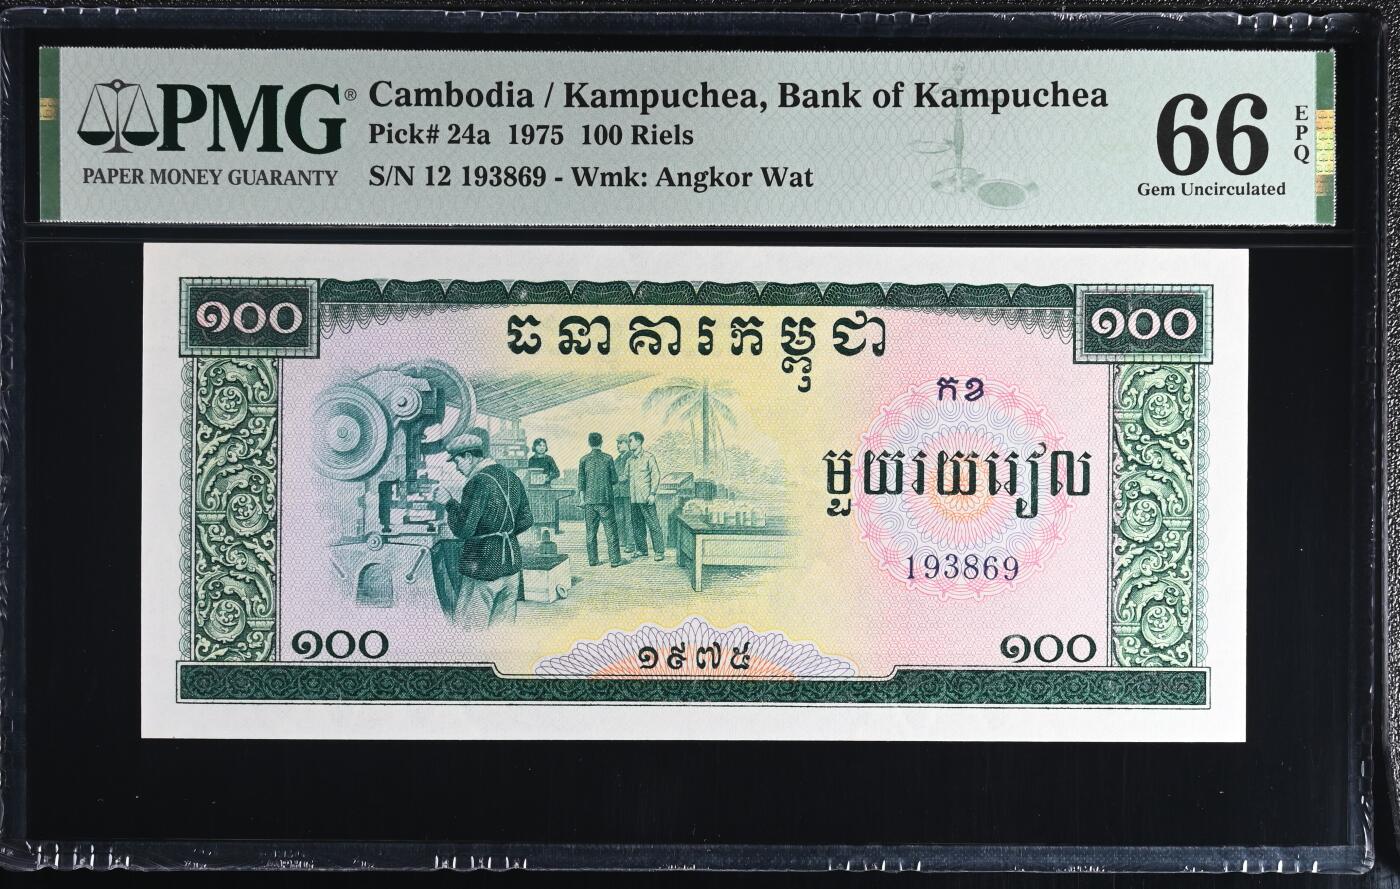 PMG®
PAPER MONEY GUARANTY
Cambodia / Kampuchea, Bank of Kampuchea
Pick# 24a 1975 100 Riels
S/N 12 193869 - Wmk: Angkor Wat
66
EPQ
Gem Uncirculated
១០០
១០០
ធនាគារកម្ពុជា
កខ
មួយរយរៀល
193869
១០០
១៩៧៥
១០០